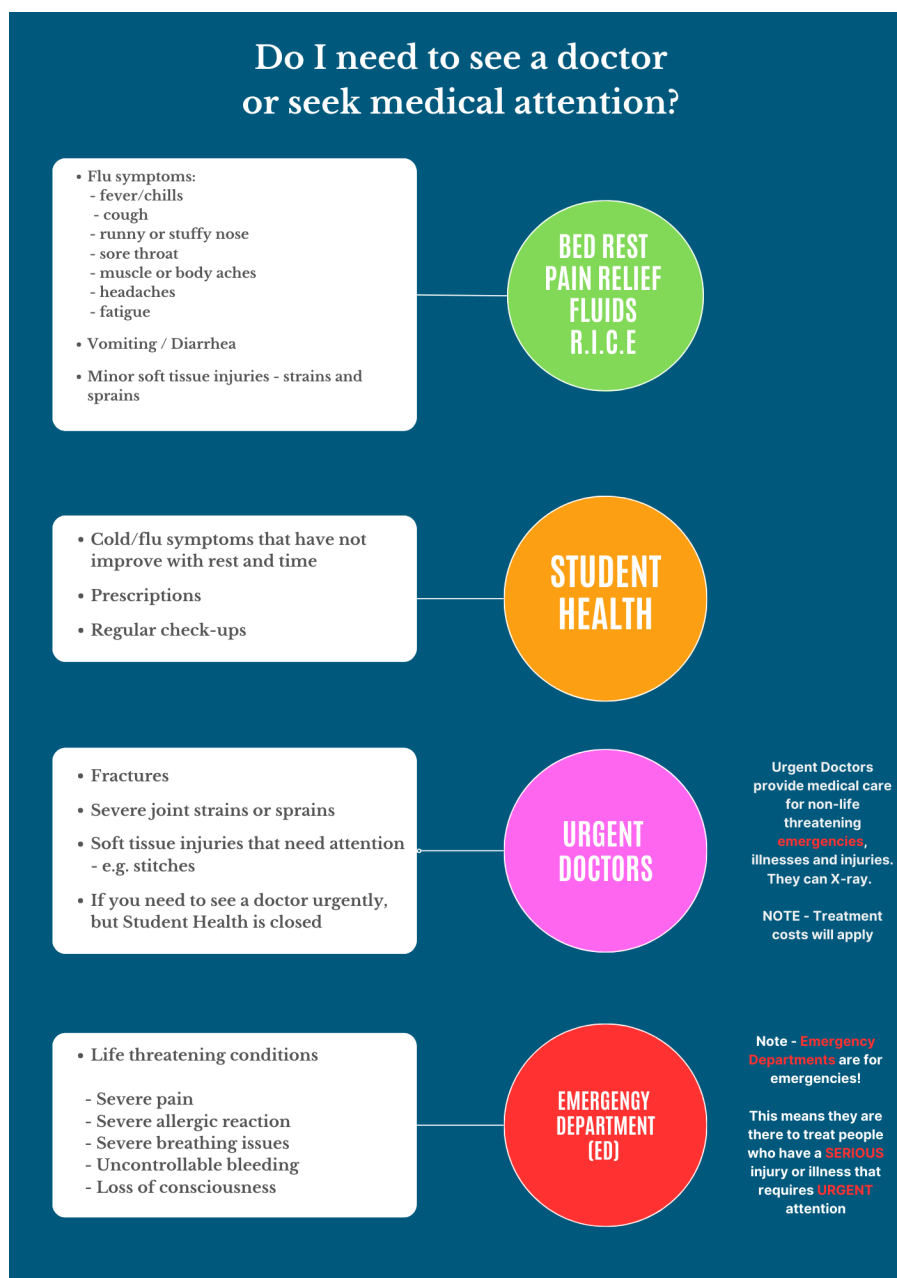 Do I need to see a doctor
or seek medical attention?
• Flu symptoms:
- fever/chills
- cough
- runny or stuffy nose
- sore throat
- muscle or body aches
- headaches
- fatigue
• Vomiting / Diarrhea
• Minor soft tissue injuries - strains and
sprains
BED REST
PAIN RELIEF
FLUIDS
R.I.C.E
• Cold/flu symptoms that have not
improve with rest and time
• Prescriptions
• Regular check-ups
STUDENT
HEALTH
• Fractures
• Severe joint strains or sprains
• Soft tissue injuries that need attention
- e.g. stitches
• If you need to see a doctor urgently,
but Student Health is closed
URGENT
DOCTORS
Urgent Doctors
provide medical care
for non-life
threatening
emergencies,
illnesses and injuries.
They can X-ray.
NOTE - Treatment
costs will apply
• Life threatening conditions
- Severe pain
- Severe allergic reaction
- Severe breathing issues
- Uncontrollable bleeding
- Loss of consciousness
EMERGENGY
DEPARTMENT
(ED)
Note - Emergency
Departments are for
emergencies!
This means they are
there to treat people
who have a SERIOUS
injury or illness that
requires URGENT
attention